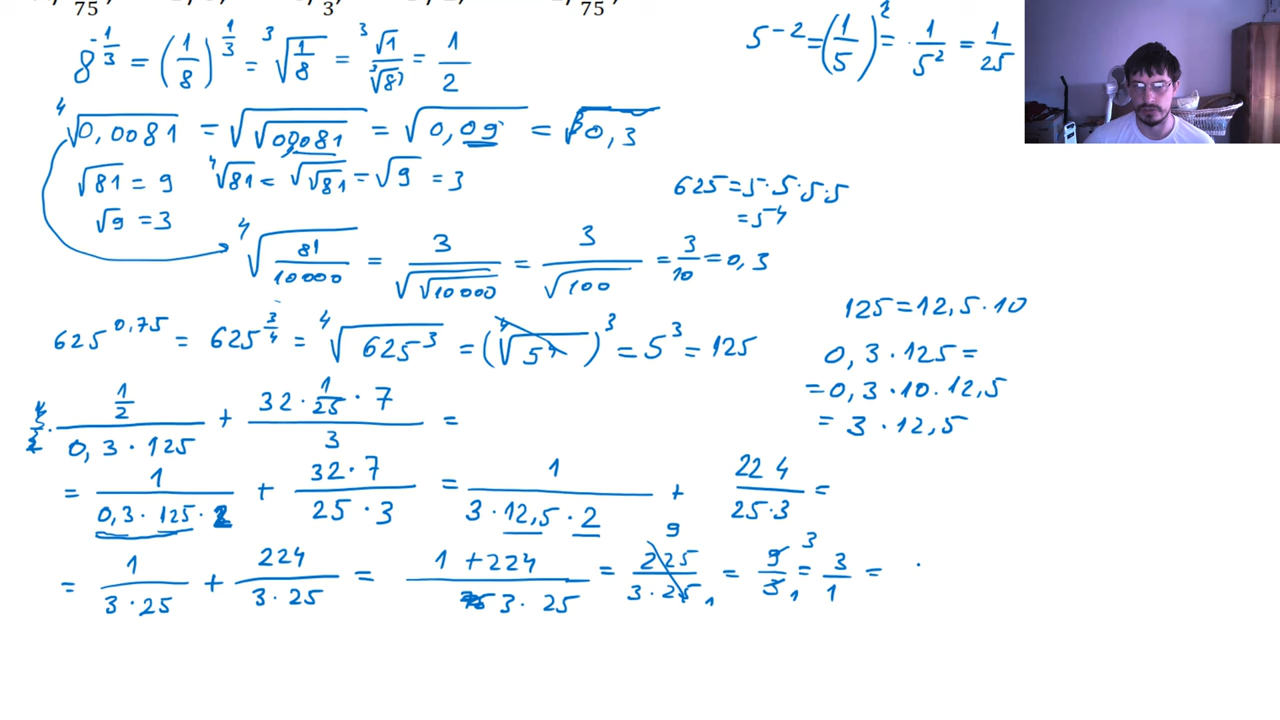 75 3 75
8^{-1/3} = (1/8)^{1/3} = ∛(1/8) = ∛1/∛8 = 1/2
5^{-2} = (1/5)^2 = 1/5^2 = 1/25
∜0,0081 = √√0,0081 = √0,09 = 0,3
√81 = 9 ∜81 = √√81 = √9 = 3
√9 = 3
625 = 5·5·5·5
= 5^4
∜(81/10000) = 3/√√10000 = 3/√100 = 3/10 = 0,3
625^{0,75} = 625^{3/4} = ∜625^3 = (∜5^4)^3 = 5^3 = 125
125 = 12,5·10
0,3·125 =
= 0,3·10·12,5
= 3·12,5
(1/2)/(0,3·125) + (32·1/25·7)/3 =
= 1/(0,3·125·2) + (32·7)/(25·3) = 1/(3·12,5·2) + 224/(25·3) =
= 1/(3·25) + 224/(3·25) = (1+224)/(3·25) = 225/(3·25) = 9/3 = 3/1 =